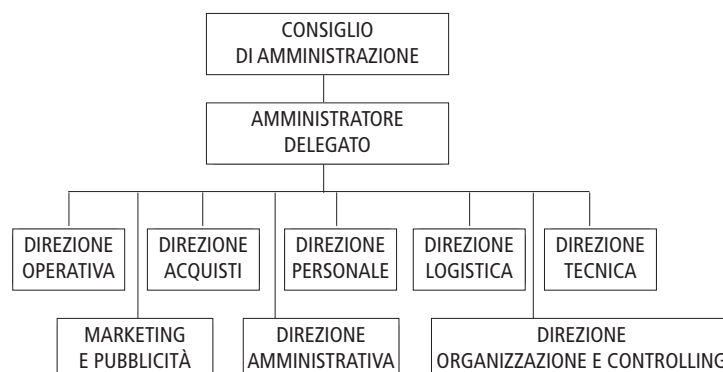 CONSIGLIO
DI AMMINISTRAZIONE
AMMINISTRATORE
DELEGATO
DIREZIONE
OPERATIVA
DIREZIONE
ACQUISTI
DIREZIONE
PERSONALE
DIREZIONE
LOGISTICA
DIREZIONE
TECNICA
MARKETING
E PUBBLICITÀ
DIREZIONE
AMMINISTRATIVA
DIREZIONE
ORGANIZZAZIONE E CONTROLLING